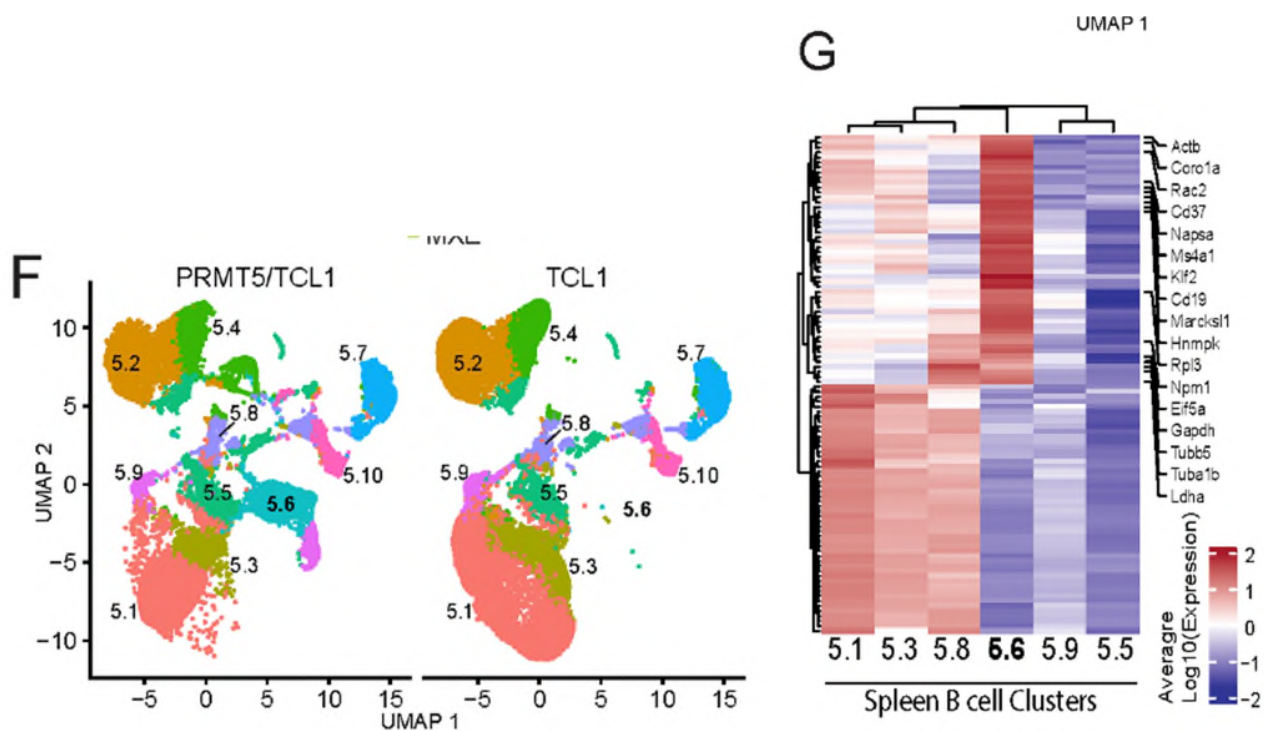 UMAP 1
G
F
PRMT5/TCL1
TCL1
10
5
0
−5
−10
UMAP 2
5.4
5.2
5.7
5.8
5.9
5.5
5.6
5.10
5.3
5.1
5.4
5.2
5.7
5.8
5.9
5.5
5.6
5.10
5.3
5.1
−5 0 5 10 15
−5 0 5 10 15
UMAP 1
Actb
Coro1a
Rac2
Cd37
Napsa
Ms4a1
Klf2
Cd19
Marcksl1
Hnrnpk
Rpl3
Npm1
Eif5a
Gapdh
Tubb5
Tuba1b
Ldha
5.1 5.3 5.8 5.6 5.9 5.5
Spleen B cell Clusters
Averagre
Log10(Expression)
2
1
0
−1
−2